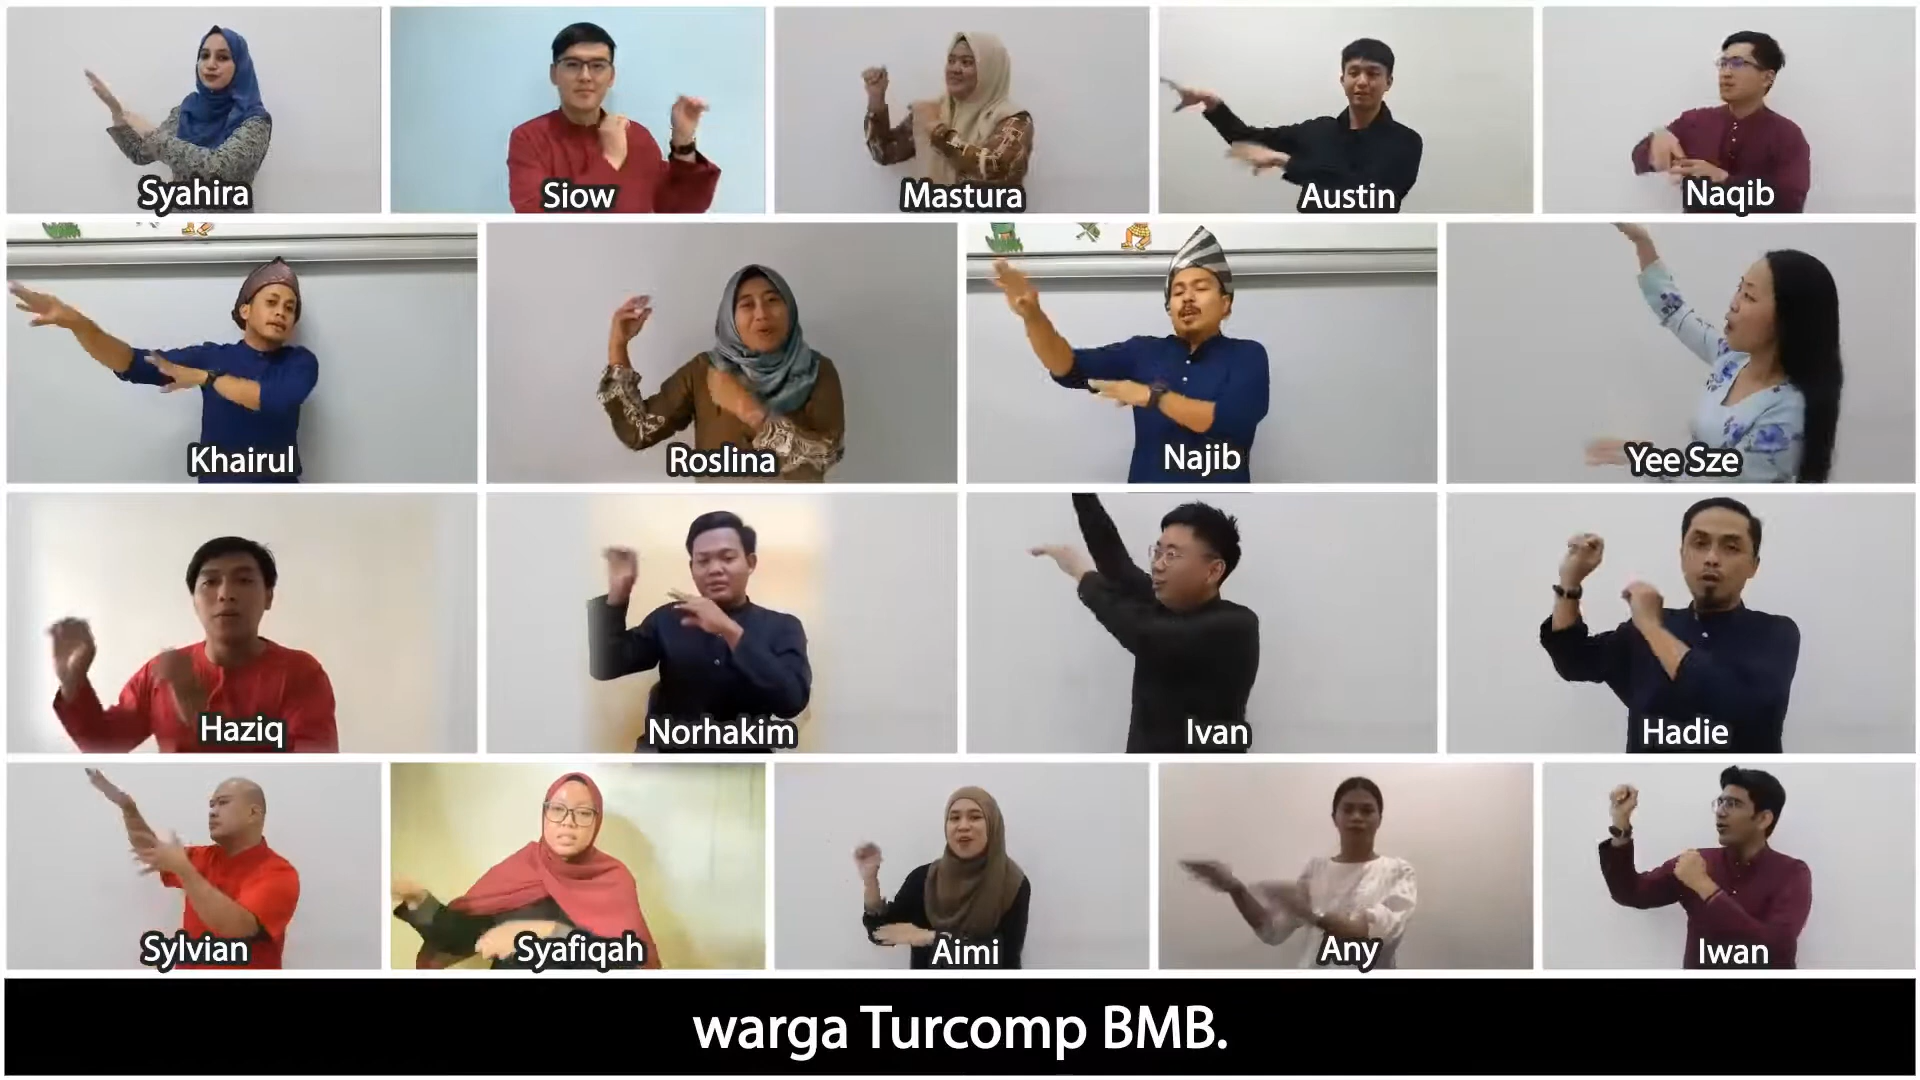 Syahira
Siow
Mastura
Austin
Naqib
Khairul
Roslina
Najib
Yee Sze
Haziq
Norhakim
Ivan
Hadie
Sylvian
Syafiqah
Aimi
Any
Iwan
warga Turcomp BMB.